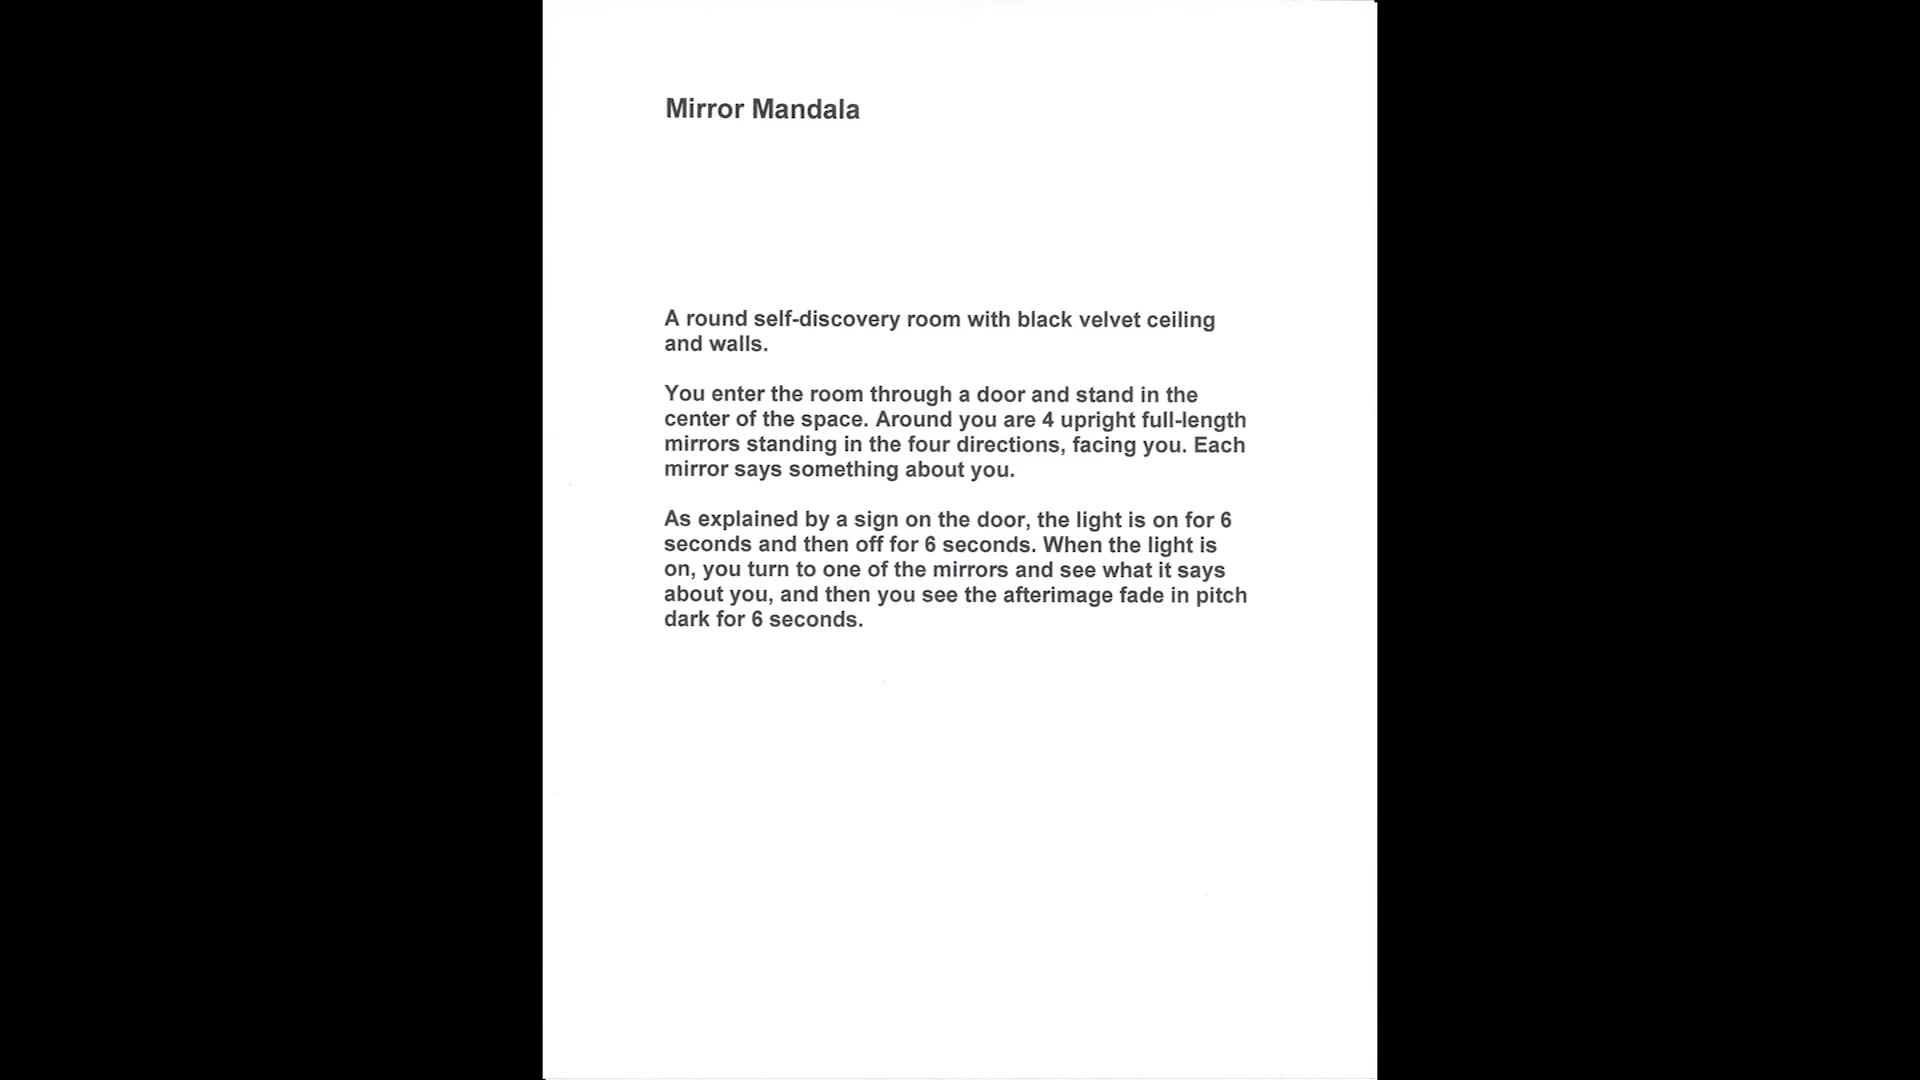 Mirror Mandala
A round self-discovery room with black velvet ceiling
and walls.
You enter the room through a door and stand in the
center of the space. Around you are 4 upright full-length
mirrors standing in the four directions, facing you. Each
mirror says something about you.
As explained by a sign on the door, the light is on for 6
seconds and then off for 6 seconds. When the light is
on, you turn to one of the mirrors and see what it says
about you, and then you see the afterimage fade in pitch
dark for 6 seconds.